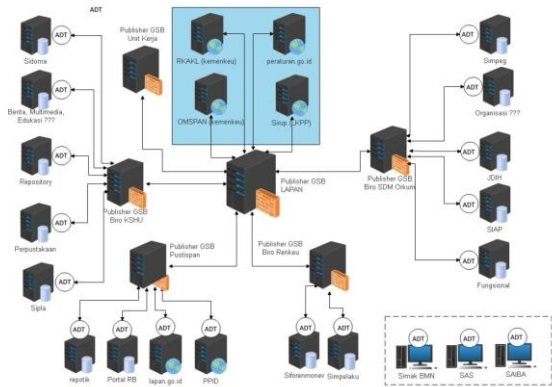 ADT
Publisher GSB
Unit Kerja
RKAKL (kemenkeu)
peraturan.go.id
OMSPAN (kemenkeu)
Sirup (LKPP)
ADT
Sidoma
ADT
Berita, Multimedia,
Edukasi ???
ADT
Repository
ADT
Perpustakaan
ADT
Sipla
Publisher GSB
Biro KSHU
Publisher GSB
LAPAN
Publisher GSB
Biro SDM Orkum
ADT
Simpeg
ADT
Organisasi ???
ADT
JDIH
ADT
SIAP
ADT
Fungsional
Publisher GSB
Pustispan
Publisher GSB
Biro Renkeu
ADT
ADT
ADT
ADT
repotik
Portal RB
lapan.go.id
PPID
ADT
ADT
Siforenmonev
Simpelaku
ADT
ADT
ADT
Simak BMN
SAS
SAIBA